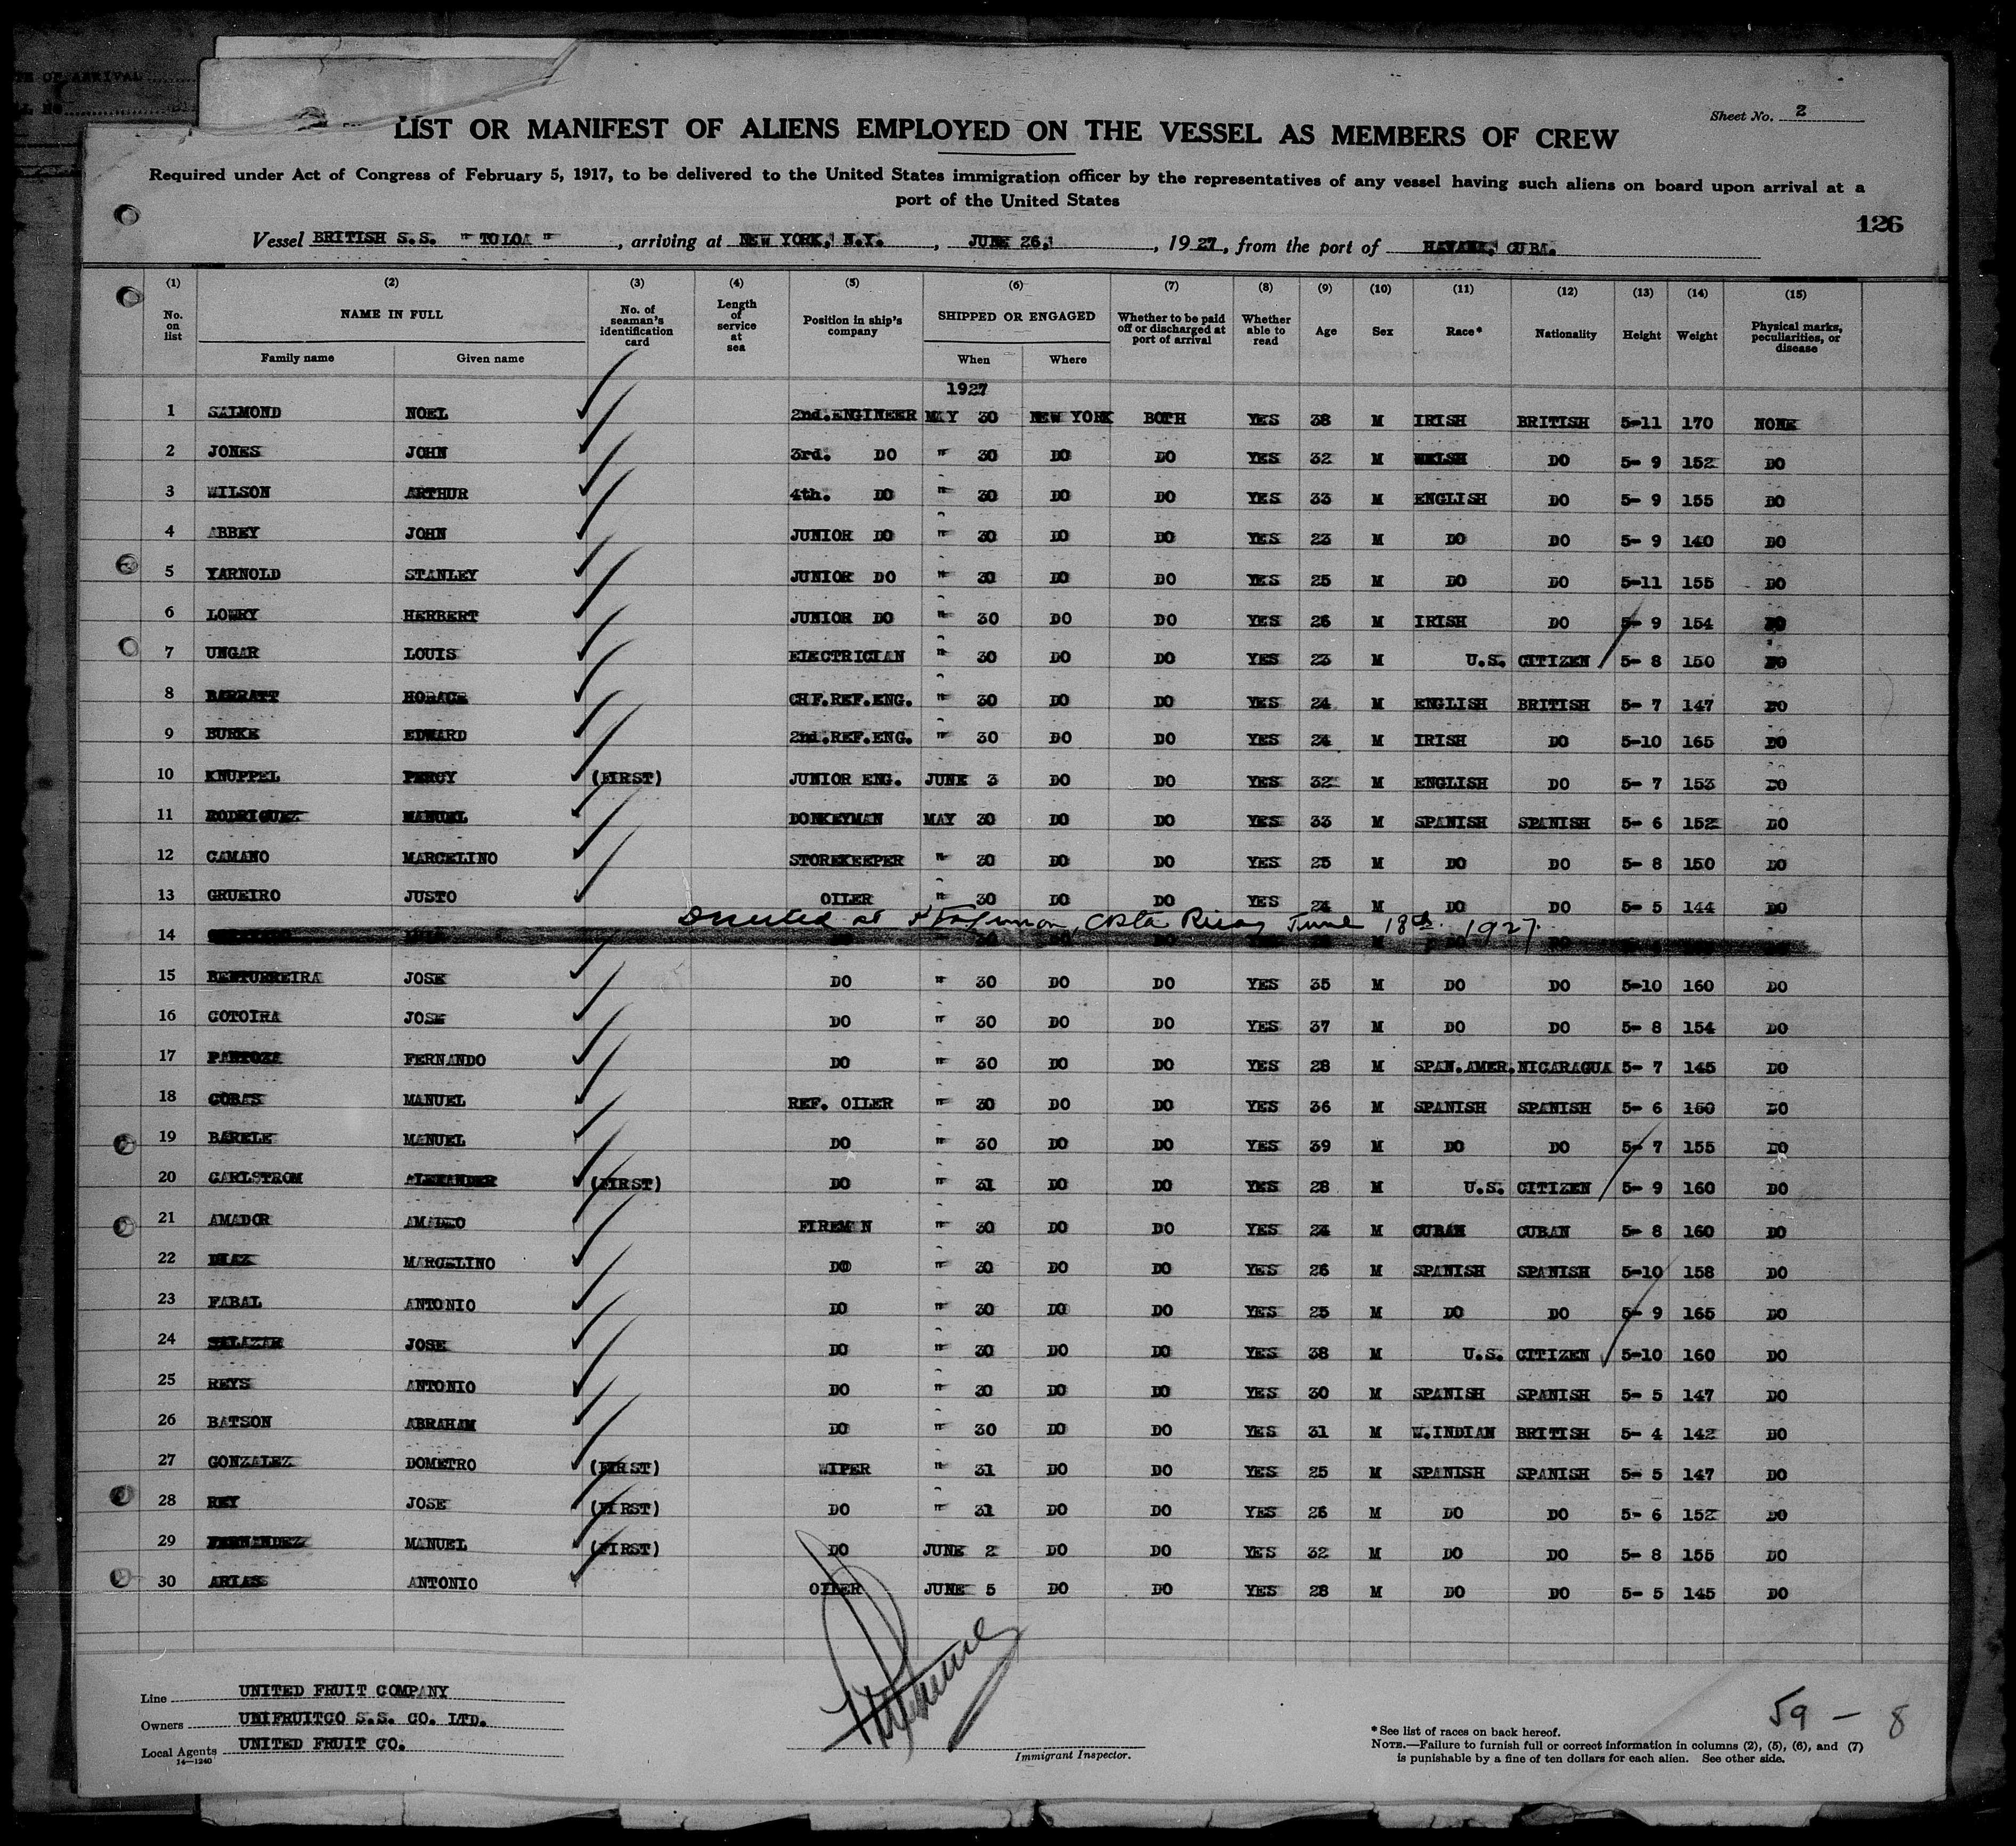 TE OF ARRIVAL
Sheet No. 2
LIST OR MANIFEST OF ALIENS EMPLOYED ON THE VESSEL AS MEMBERS OF CREW
Required under Act of Congress of February 5, 1917, to be delivered to the United States immigration officer by the representatives of any vessel having such aliens on board upon arrival at a
port of the United States
126
Vessel BRITISH S.S. " TOLOA ", arriving at NEW YORK, N.Y., JUNE 26, 1927, from the port of HAVANA, CUBA.
(1) (2) (3) (4) (5) (6) (7) (8) (9) (10) (11) (12) (13) (14) (15)
No. on list NAME IN FULL Family name Given name No. of seaman's identification card Length of service at sea Position in ship's company SHIPPED OR ENGAGED When Where Whether to be paid off or discharged at port of arrival Whether able to read Age Sex Race* Nationality Height Weight Physical marks, peculiarities, or disease
1927
1 SALMOND NOEL 2nd.ENGINEER MAY 30 NEW YORK BOTH YES 38 M IRISH BRITISH 5-11 170 NONE
2 JONES JOHN 3rd. DO " 30 DO DO YES 32 M WELSH DO 5- 9 152 DO
3 WILSON ARTHUR 4th. DO " 30 DO DO YES 33 M ENGLISH DO 5- 9 155 DO
4 ABBEY JOHN JUNIOR DO " 30 DO DO YES 23 M DO DO 5- 9 140 DO
5 YARNOLD STANLEY JUNIOR DO " 30 DO DO YES 25 M DO DO 5-11 155 DO
6 LOWRY HERBERT JUNIOR DO " 30 DO DO YES 26 M IRISH DO 5- 9 154 DO
7 UNGAR LOUIS ELECTRICIAN " 30 DO DO YES 23 M U.S. CITIZEN 5- 8 150 DO
8 BARRATT HORACE CHF.REF.ENG. " 30 DO DO YES 24 M ENGLISH BRITISH 5- 7 147 DO
9 BURKE EDWARD 2nd.REF.ENG. " 30 DO DO YES 24 M IRISH DO 5-10 165 DO
10 KNUPPEL PERCY (FIRST) JUNIOR ENG. JUNE 3 DO DO YES 32 M ENGLISH DO 5- 7 153 DO
11 RODRIGUEZ MANUEL DONKEYMAN MAY 30 DO DO YES 33 M SPANISH SPANISH 5- 6 152 DO
12 CAMANO MARCELINO STOREKEEPER " 30 DO DO YES 25 M DO DO 5- 8 150 DO
13 GRUEIRO JUSTO OILER " 30 DO DO YES 24 M DO DO 5- 5 144 DO
Deserted at Costa Rica, June 18th 1927.
14
15 JOSE DO " 30 DO DO YES 35 M DO DO 5-10 160 DO
16 COTOIRA JOSE DO " 30 DO DO YES 37 M DO DO 5- 8 154 DO
17 PANTOZA FERNANDO DO " 30 DO DO YES 28 M SPAN.AMER. NICARAGUA 5- 7 145 DO
18 COBAS MANUEL REF. OILER " 30 DO DO YES 36 M SPANISH SPANISH 5- 6 150 DO
19 BARELE MANUEL DO " 30 DO DO YES 39 M DO DO 5- 7 155 DO
20 CARLSTROM ALEXANDER (FIRST) DO " 31 DO DO YES 28 M U.S. CITIZEN 5- 9 160 DO
21 AMADOR AMADEO FIREMAN " 30 DO DO YES 24 M CUBAN CUBAN 5- 8 160 DO
22 DIAZ MARCELINO DO " 30 DO DO YES 26 M SPANISH SPANISH 5-10 158 DO
23 FABAL ANTONIO DO " 30 DO DO YES 25 M DO DO 5- 9 165 DO
24 SALAZAR JOSE DO " 30 DO DO YES 38 M U.S. CITIZEN 5-10 160 DO
25 REYS ANTONIO DO " 30 DO DO YES 30 M SPANISH SPANISH 5- 5 147 DO
26 BATSON ABRAHAM DO " 30 DO DO YES 31 M W.INDIAN BRITISH 5- 4 142 DO
27 GONZALEZ DOMETRO (FIRST) WIPER " 31 DO DO YES 25 M SPANISH SPANISH 5- 5 147 DO
28 REY JOSE (FIRST) DO " 31 DO DO YES 26 M DO DO 5- 6 152 DO
29 FERNANDEZ MANUEL (FIRST) DO JUNE 2 DO DO YES 32 M DO DO 5- 8 155 DO
30 ARIAS ANTONIO OILER JUNE 5 DO DO YES 28 M DO DO 5- 5 145 DO
Line UNITED FRUIT COMPANY
Owners UNIFRUITCO S.S. CO. LTD.
Local Agents UNITED FRUIT CO.
14—1240
Immigrant Inspector.
59 - 8
*See list of races on back hereof.
NOTE.—Failure to furnish full or correct information in columns (2), (5), (6), and (7)
is punishable by a fine of ten dollars for each alien. See other side.